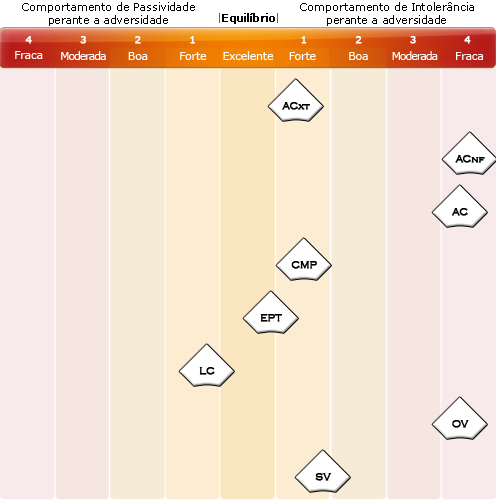 Comportamento de Passividade
perante a adversidade
|Equilíbrio|
Comportamento de Intolerância
perante a adversidade
4 3 2 1 1 2 3 4
Fraca Moderada Boa Forte Excelente Forte Boa Moderada Fraca
ACXT
ACNF
AC
CMP
EPT
LC
OV
SV